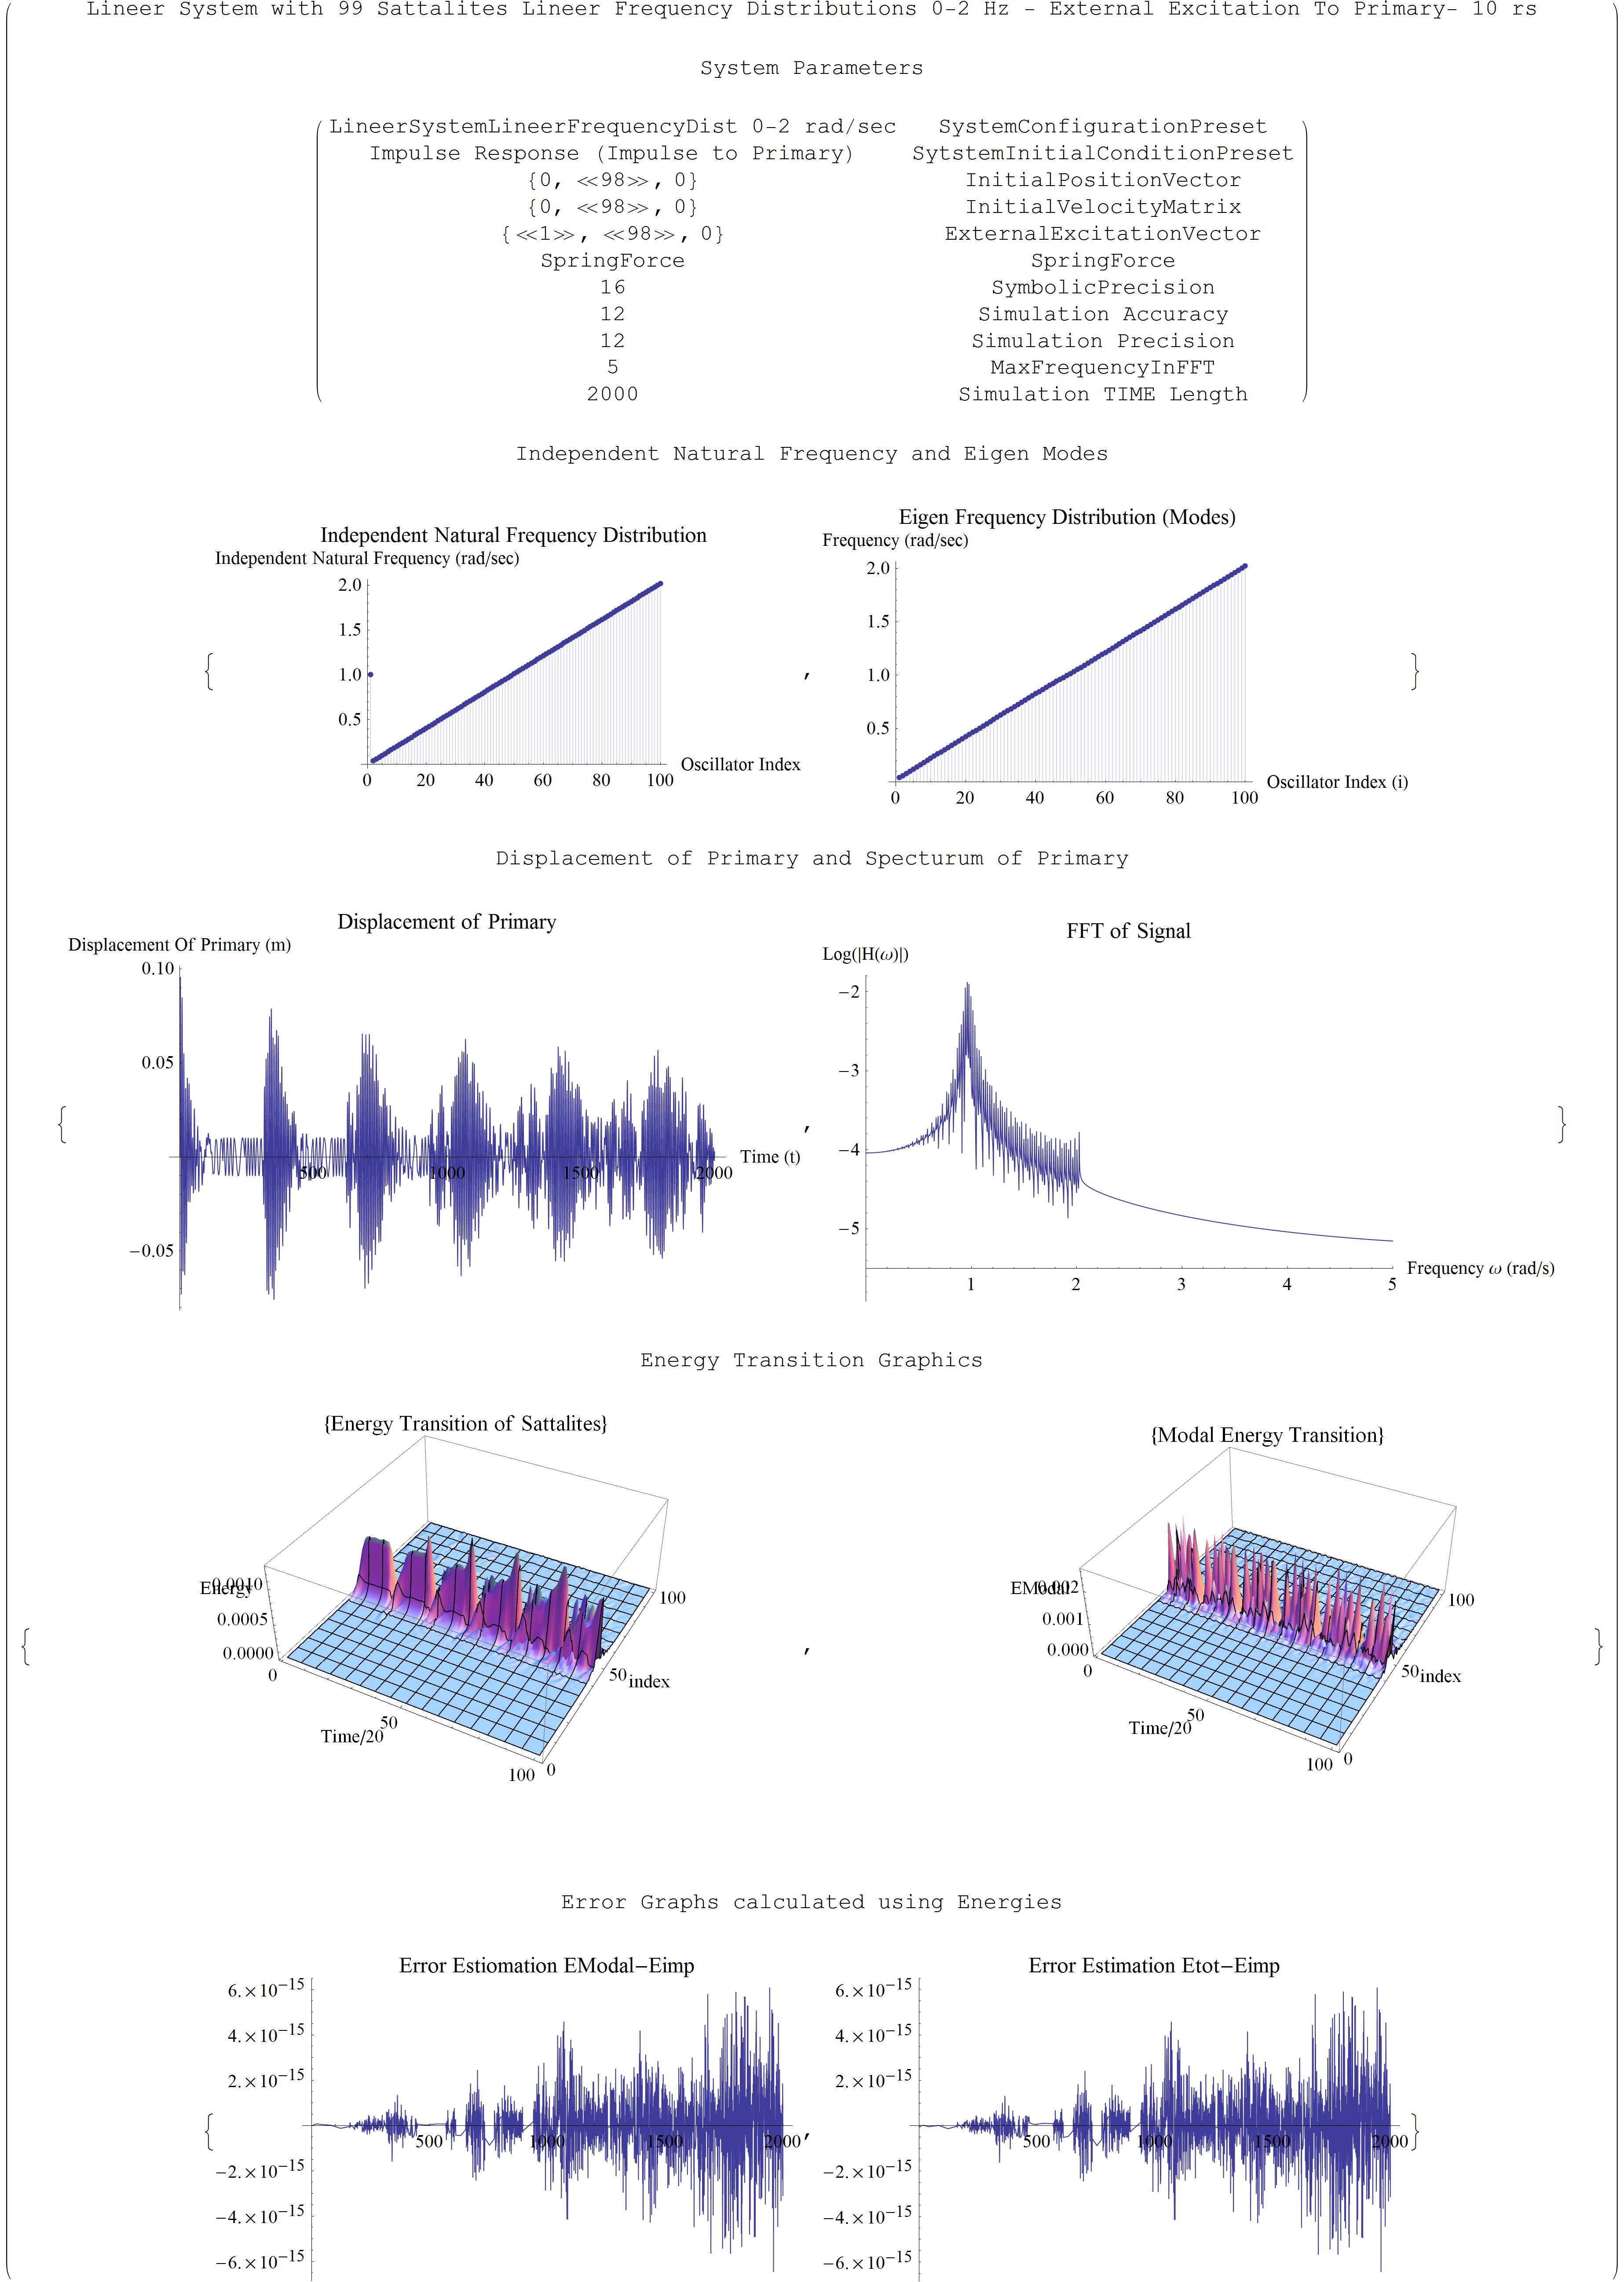 Lineer System with 99 Sattalites Lineer Frequency Distributions 0-2 Hz - External Excitation To Primary- 10 rs
System Parameters
LineerSystemLineerFrequencyDist 0-2 rad/sec SystemConfigurationPreset
Impulse Response (Impulse to Primary) SytstemInitialConditionPreset
{0, ≪98≫, 0} InitialPositionVector
{0, ≪98≫, 0} InitialVelocityMatrix
{≪1≫, ≪98≫, 0} ExternalExcitationVector
SpringForce SpringForce
16 SymbolicPrecision
12 Simulation Accuracy
12 Simulation Precision
5 MaxFrequencyInFFT
2000 Simulation TIME Length
Independent Natural Frequency and Eigen Modes
Independent Natural Frequency Distribution
Independent Natural Frequency (rad/sec)
2.0
1.5
1.0
0.5
0 20 40 60 80 100
Oscillator Index
Eigen Frequency Distribution (Modes)
Frequency (rad/sec)
2.0
1.5
1.0
0.5
0 20 40 60 80 100
Oscillator Index (i)
Displacement of Primary and Specturum of Primary
Displacement of Primary
Displacement Of Primary (m)
0.10
0.05
−0.05
500 1000 1500 2000
Time (t)
FFT of Signal
Log(|H(ω)|)
−2
−3
−4
−5
1 2 3 4 5
Frequency ω (rad/s)
Energy Transition Graphics
{Energy Transition of Sattalites}
Energy
0.0010
0.0005
0.0000
0
50
100
Time/20
0
50
100
index
{Modal Energy Transition}
EModal
0.002
0.001
0.000
0
50
100
Time/20
0
50
100
index
Error Graphs calculated using Energies
Error Estiomation EModal−Eimp
6.×10−15
4.×10−15
2.×10−15
−2.×10−15
−4.×10−15
−6.×10−15
500 1000 1500 2000
Error Estimation Etot−Eimp
6.×10−15
4.×10−15
2.×10−15
−2.×10−15
−4.×10−15
−6.×10−15
500 1000 1500 2000